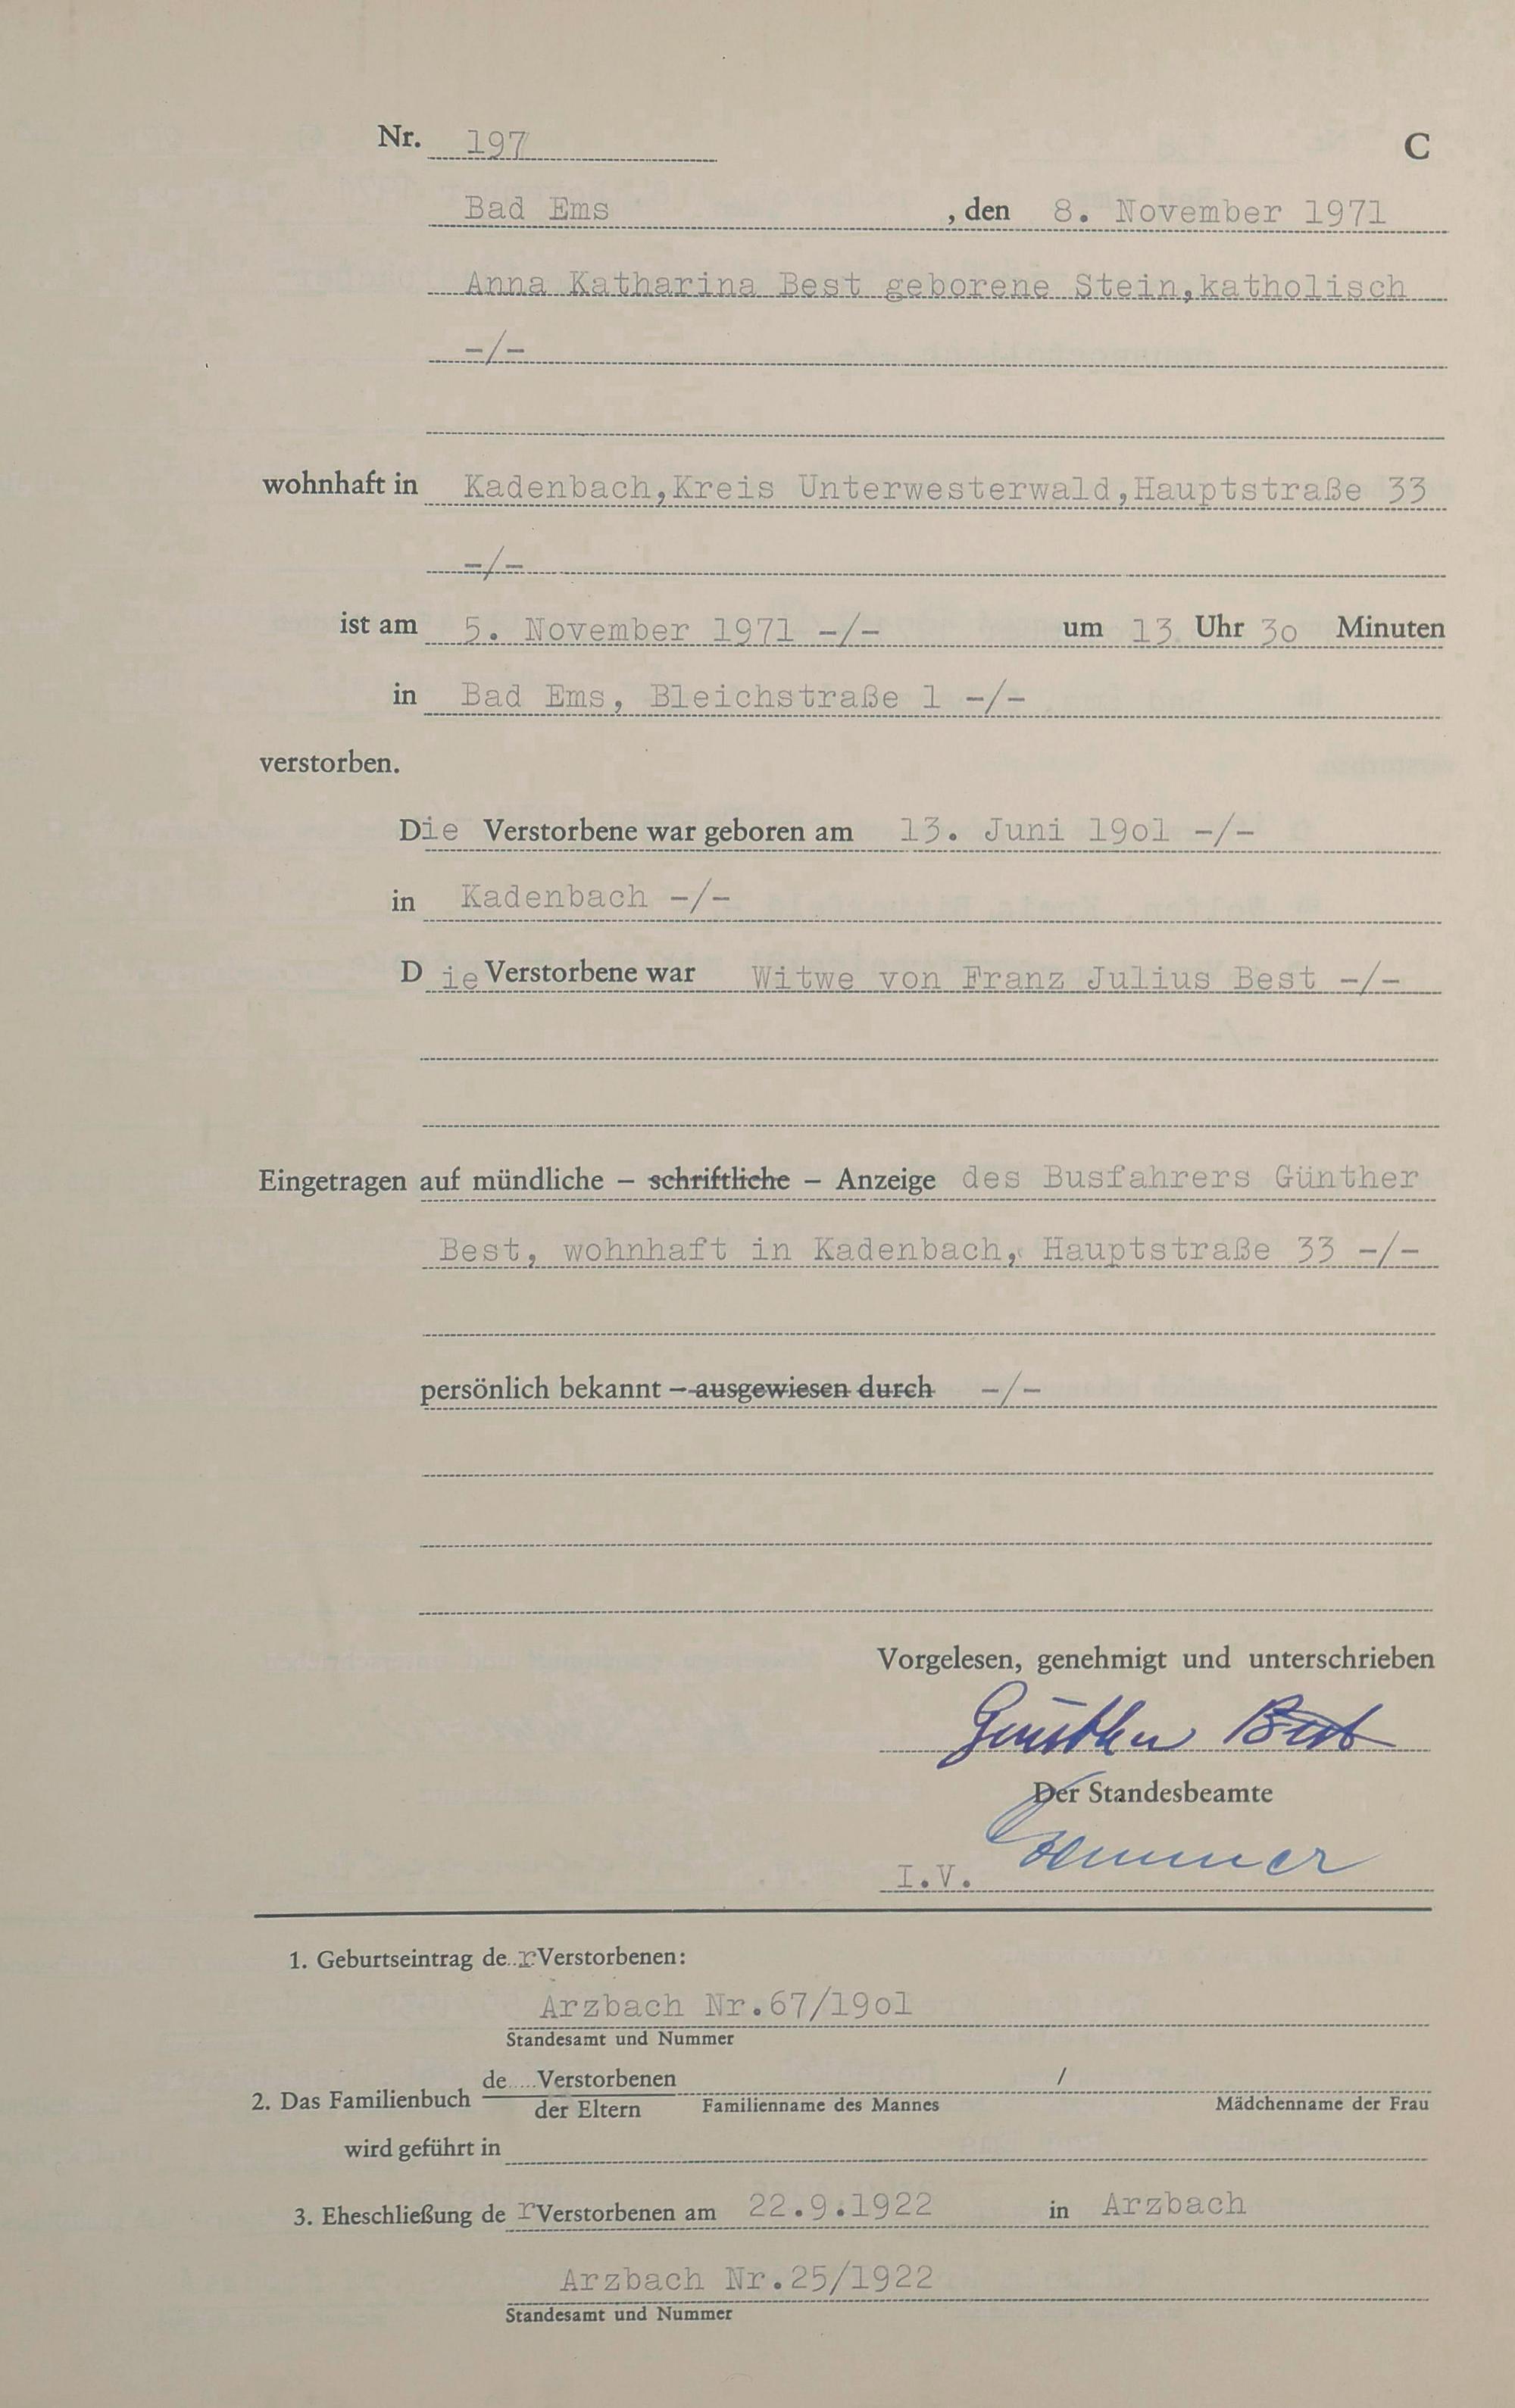 Nr. 197 C
Bad Ems , den 8. November 1971
Anna Katharina Best geborene Stein,katholisch
-/-
wohnhaft in Kadenbach,Kreis Unterwesterwald,Hauptstraße 33
-/-
ist am 5. November 1971 -/- um 13 Uhr 3o Minuten
in Bad Ems, Bleichstraße 1 -/-
verstorben.
Die Verstorbene war geboren am 13. Juni 19o1 -/-
in Kadenbach -/-
Die Verstorbene war Witwe von Franz Julius Best -/-
Eingetragen auf mündliche – schriftliche – Anzeige des Busfahrers Günther
Best, wohnhaft in Kadenbach, Hauptstraße 33 -/-
persönlich bekannt – ausgewiesen durch -/-
Vorgelesen, genehmigt und unterschrieben
Günther Best
Der Standesbeamte
I.V.
1. Geburtseintrag der Verstorbenen:
Arzbach Nr.67/19o1
Standesamt und Nummer
2. Das Familienbuch de.....Verstorbenen /
der Eltern Familienname des Mannes Mädchenname der Frau
wird geführt in
3. Eheschließung der Verstorbenen am 22.9.1922 in Arzbach
Arzbach Nr.25/1922
Standesamt und Nummer